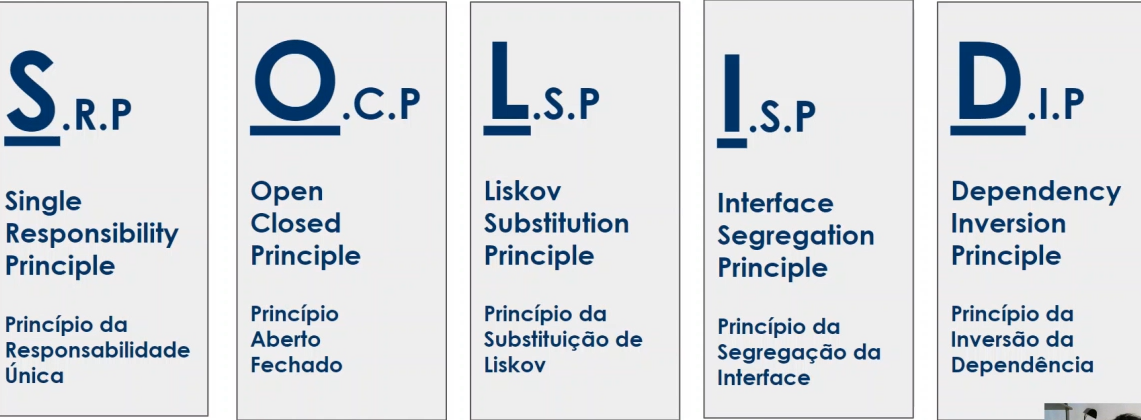 S.R.P
Single
Responsibility
Principle
Princípio da
Responsabilidade
Única
O.C.P
Open
Closed
Principle
Princípio
Aberto
Fechado
L.S.P
Liskov
Substitution
Principle
Princípio da
Substituição de
Liskov
I.S.P
Interface
Segregation
Principle
Princípio da
Segregação da
Interface
D.I.P
Dependency
Inversion
Principle
Princípio da
Inversão da
Dependência